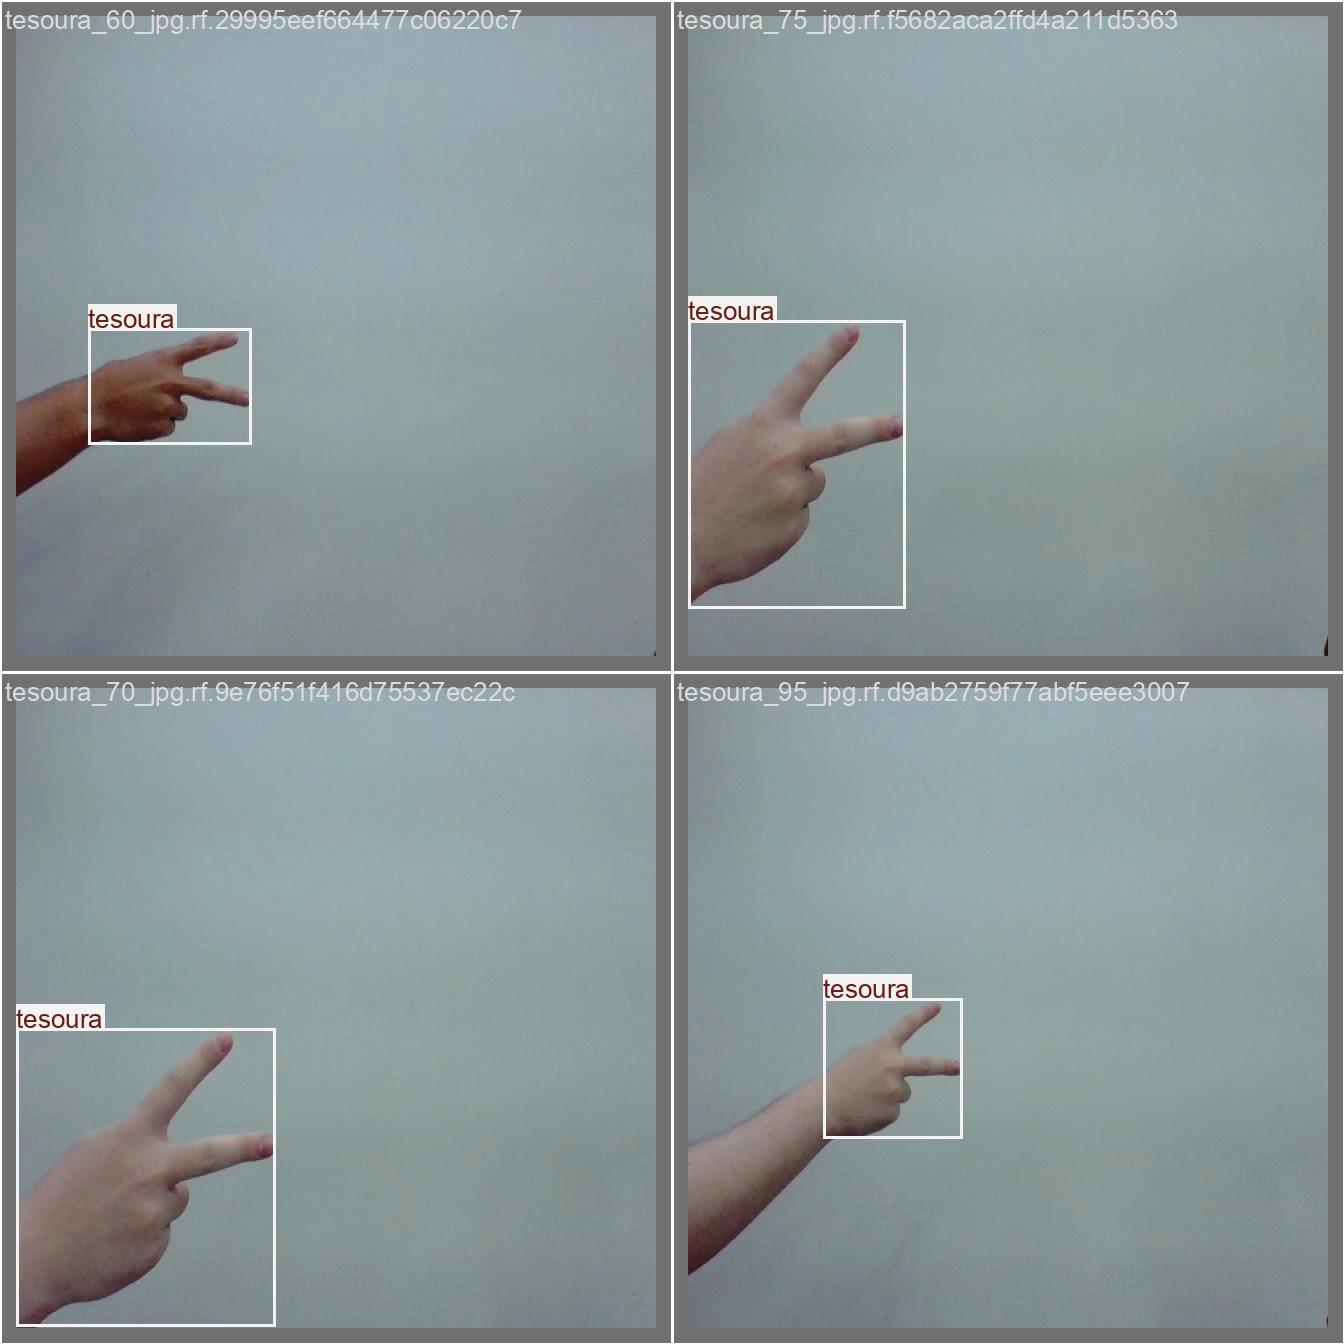 tesoura_60_jpg.rf.29995eef664477c06220c7
tesoura_75_jpg.rf.f5682aca2ffd4a211d5363
tesoura
tesoura
tesoura_70_jpg.rf.9e76f51f416d75537ec22c
tesoura_95_jpg.rf.d9ab2759f77abf5eee3007
tesoura
tesoura